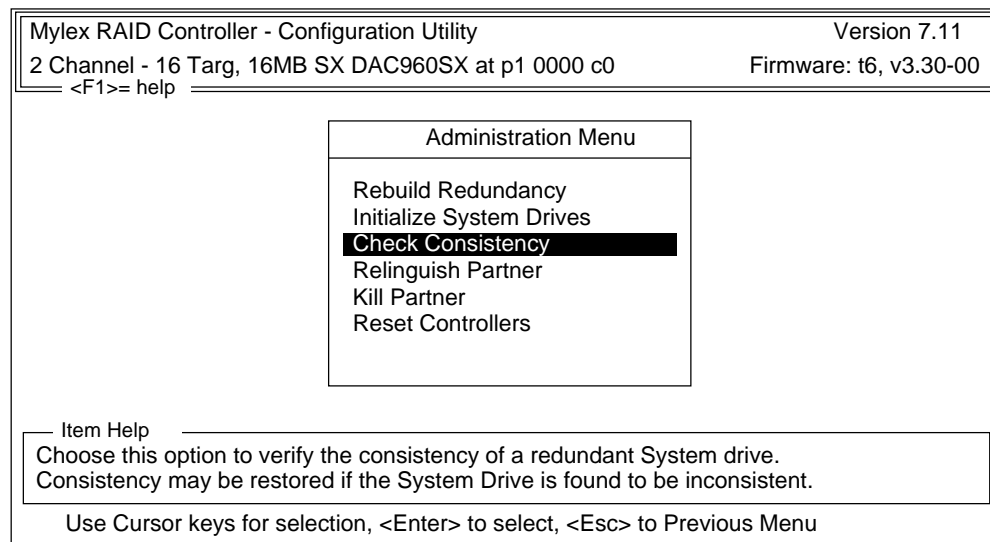 Mylex RAID Controller - Configuration Utility Version 7.11
2 Channel - 16 Targ, 16MB SX DAC960SX at p1 0000 c0 Firmware: t6, v3.30-00
<F1>= help
Administration Menu
Rebuild Redundancy
Initialize System Drives
Check Consistency
Relinguish Partner
Kill Partner
Reset Controllers
Item Help
Choose this option to verify the consistency of a redundant System drive.
Consistency may be restored if the System Drive is found to be inconsistent.
Use Cursor keys for selection, <Enter> to select, <Esc> to Previous Menu